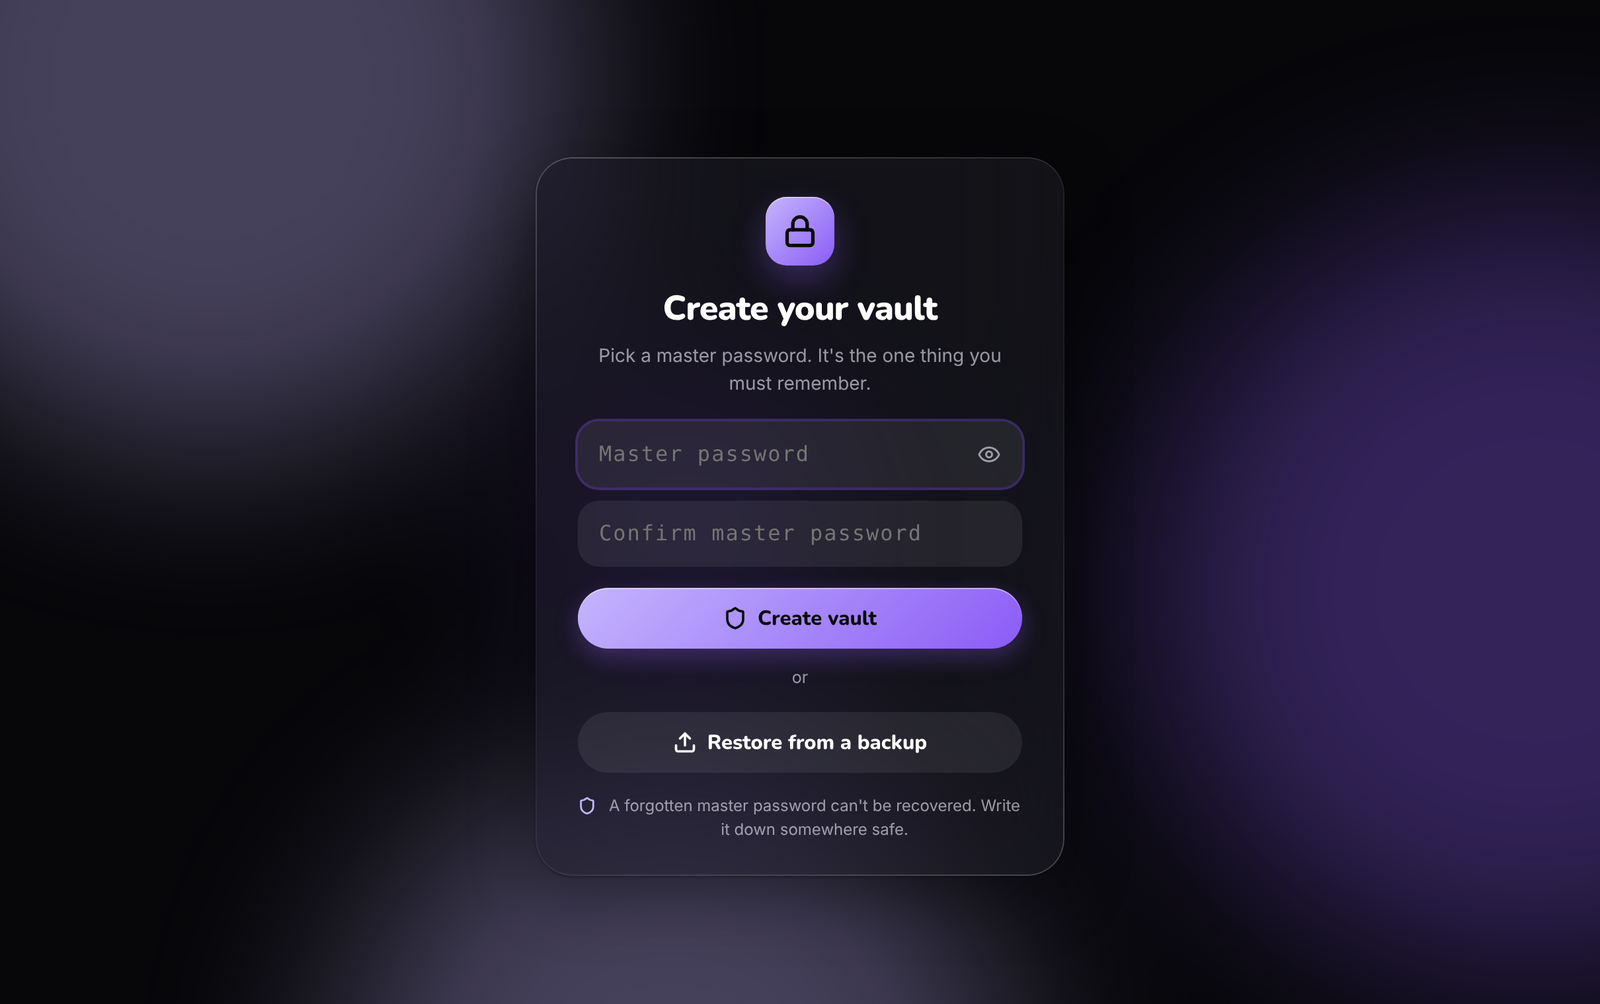 Create your vault
Pick a master password. It's the one thing you
must remember.
Master password
Confirm master password
Create vault
or
Restore from a backup
A forgotten master password can't be recovered. Write
it down somewhere safe.